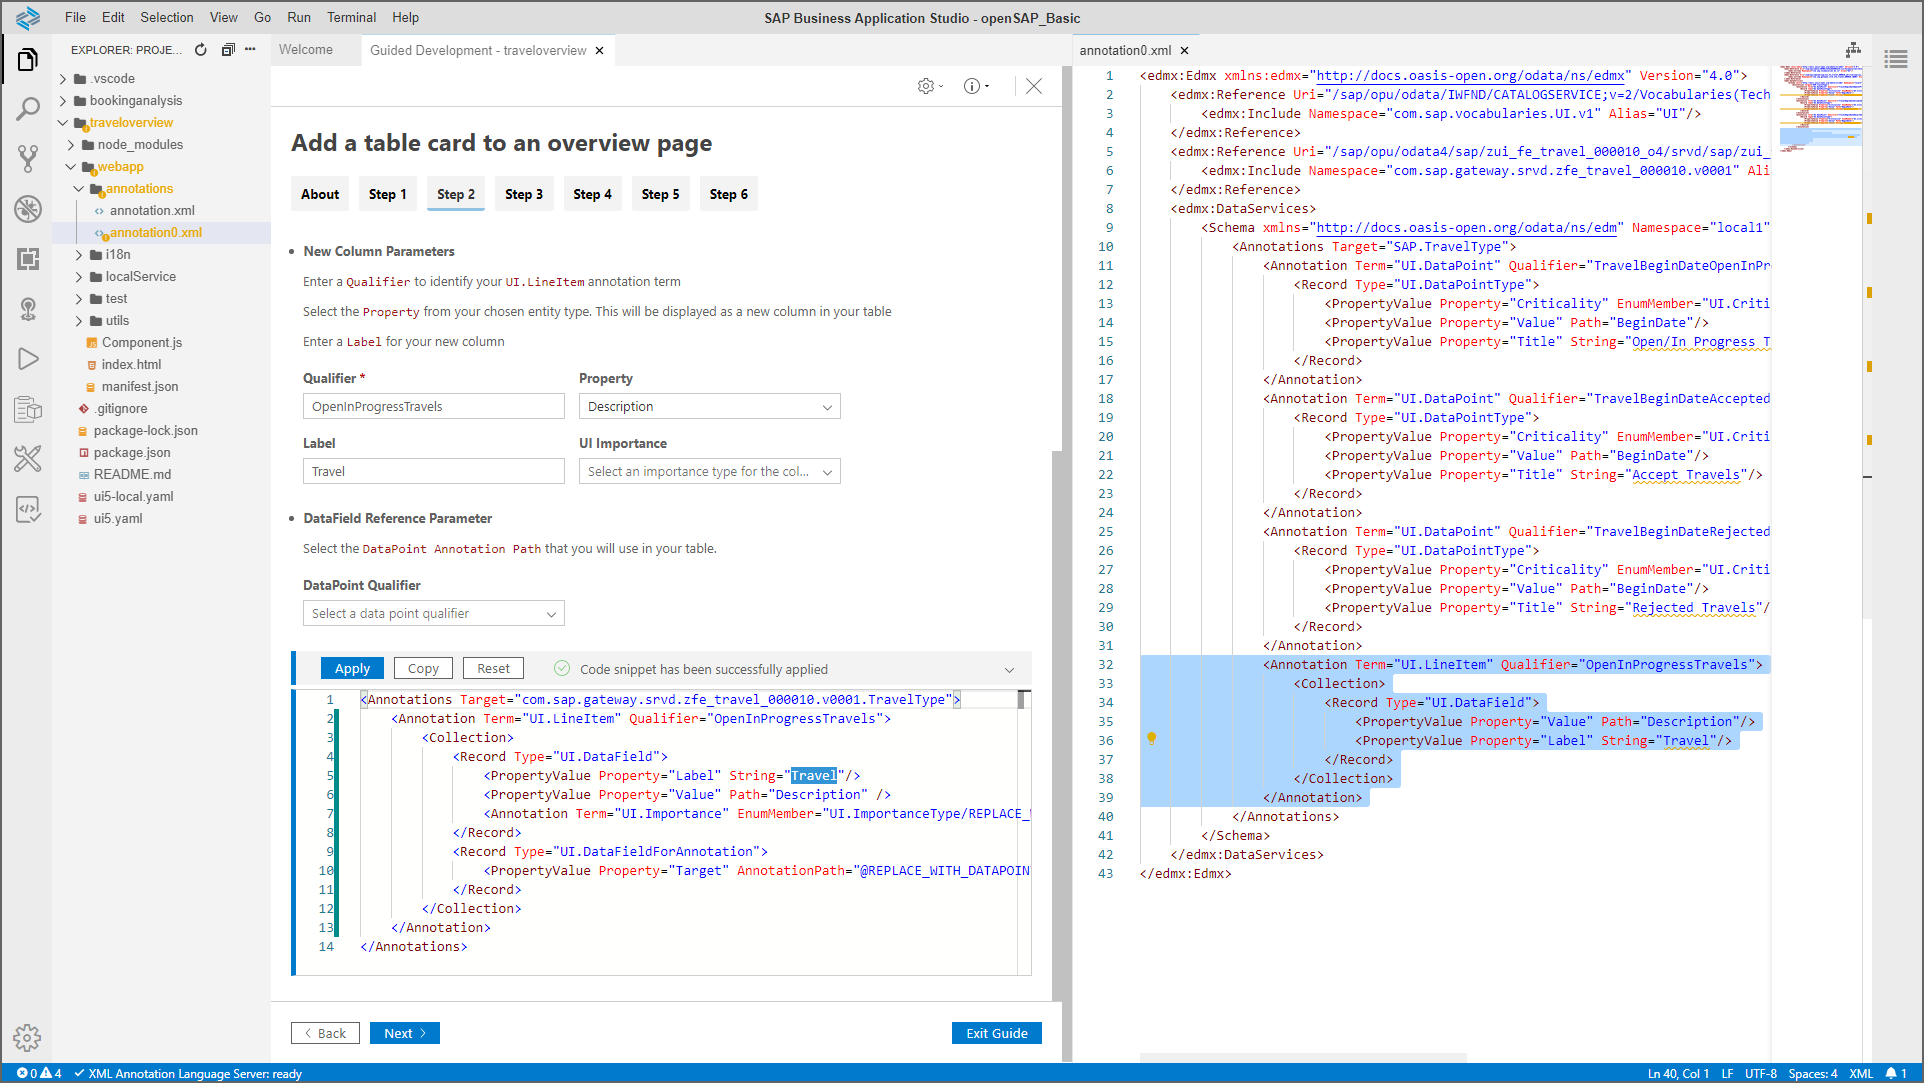 File Edit Selection View Go Run Terminal Help
SAP Business Application Studio - openSAP_Basic
EXPLORER: PROJE...
.vscode
bookinganalysis
traveloverview
node_modules
webapp
annotations
annotation.xml
annotation0.xml
i18n
localService
test
utils
Component.js
index.html
manifest.json
.gitignore
package-lock.json
package.json
README.md
ui5-local.yaml
ui5.yaml
Welcome
Guided Development - traveloverview
Add a table card to an overview page
About Step 1 Step 2 Step 3 Step 4 Step 5 Step 6
New Column Parameters
Enter a Qualifier to identify your UI.LineItem annotation term
Select the Property from your chosen entity type. This will be displayed as a new column in your table
Enter a Label for your new column
Qualifier * Property
OpenInProgressTravels Description
Label UI Importance
Travel Select an importance type for the col...
DataField Reference Parameter
Select the DataPoint Annotation Path that you will use in your table.
DataPoint Qualifier
Select a data point qualifier
Apply Copy Reset Code snippet has been successfully applied
1 <Annotations Target="com.sap.gateway.srvd.zfe_travel_000010.v0001.TravelType">
2 <Annotation Term="UI.LineItem" Qualifier="OpenInProgressTravels">
3 <Collection>
4 <Record Type="UI.DataField">
5 <PropertyValue Property="Label" String="Travel"/>
6 <PropertyValue Property="Value" Path="Description" />
7 <Annotation Term="UI.Importance" EnumMember="UI.ImportanceType/REPLACE_
8 </Record>
9 <Record Type="UI.DataFieldForAnnotation">
10 <PropertyValue Property="Target" AnnotationPath="@REPLACE_WITH_DATAPOIN
11 </Record>
12 </Collection>
13 </Annotation>
14 </Annotations>
Back Next Exit Guide
annotation0.xml
1 <edmx:Edmx xmlns:edmx="http://docs.oasis-open.org/odata/ns/edmx" Version="4.0">
2 <edmx:Reference Uri="/sap/opu/odata/IWFND/CATALOGSERVICE;v=2/Vocabularies(Tech
3 <edmx:Include Namespace="com.sap.vocabularies.UI.v1" Alias="UI"/>
4 </edmx:Reference>
5 <edmx:Reference Uri="/sap/opu/odata4/sap/zui_fe_travel_000010_o4/srvd/sap/zui_
6 <edmx:Include Namespace="com.sap.gateway.srvd.zfe_travel_000010.v0001" Ali
7 </edmx:Reference>
8 <edmx:DataServices>
9 <Schema xmlns="http://docs.oasis-open.org/odata/ns/edm" Namespace="local1"
10 <Annotations Target="SAP.TravelType">
11 <Annotation Term="UI.DataPoint" Qualifier="TravelBeginDateOpenInPr
12 <Record Type="UI.DataPointType">
13 <PropertyValue Property="Criticality" EnumMember="UI.Criti
14 <PropertyValue Property="Value" Path="BeginDate"/>
15 <PropertyValue Property="Title" String="Open/In Progress T
16 </Record>
17 </Annotation>
18 <Annotation Term="UI.DataPoint" Qualifier="TravelBeginDateAccepted
19 <Record Type="UI.DataPointType">
20 <PropertyValue Property="Criticality" EnumMember="UI.Criti
21 <PropertyValue Property="Value" Path="BeginDate"/>
22 <PropertyValue Property="Title" String="Accept Travels"/>
23 </Record>
24 </Annotation>
25 <Annotation Term="UI.DataPoint" Qualifier="TravelBeginDateRejected
26 <Record Type="UI.DataPointType">
27 <PropertyValue Property="Criticality" EnumMember="UI.Criti
28 <PropertyValue Property="Value" Path="BeginDate"/>
29 <PropertyValue Property="Title" String="Rejected Travels"/
30 </Record>
31 </Annotation>
32 <Annotation Term="UI.LineItem" Qualifier="OpenInProgressTravels">
33 <Collection>
34 <Record Type="UI.DataField">
35 <PropertyValue Property="Value" Path="Description"/>
36 <PropertyValue Property="Label" String="Travel"/>
37 </Record>
38 </Collection>
39 </Annotation>
40 </Annotations>
41 </Schema>
42 </edmx:DataServices>
43 </edmx:Edmx>
0 4 XML Annotation Language Server: ready
Ln 40, Col 1 LF UTF-8 Spaces: 4 XML 1